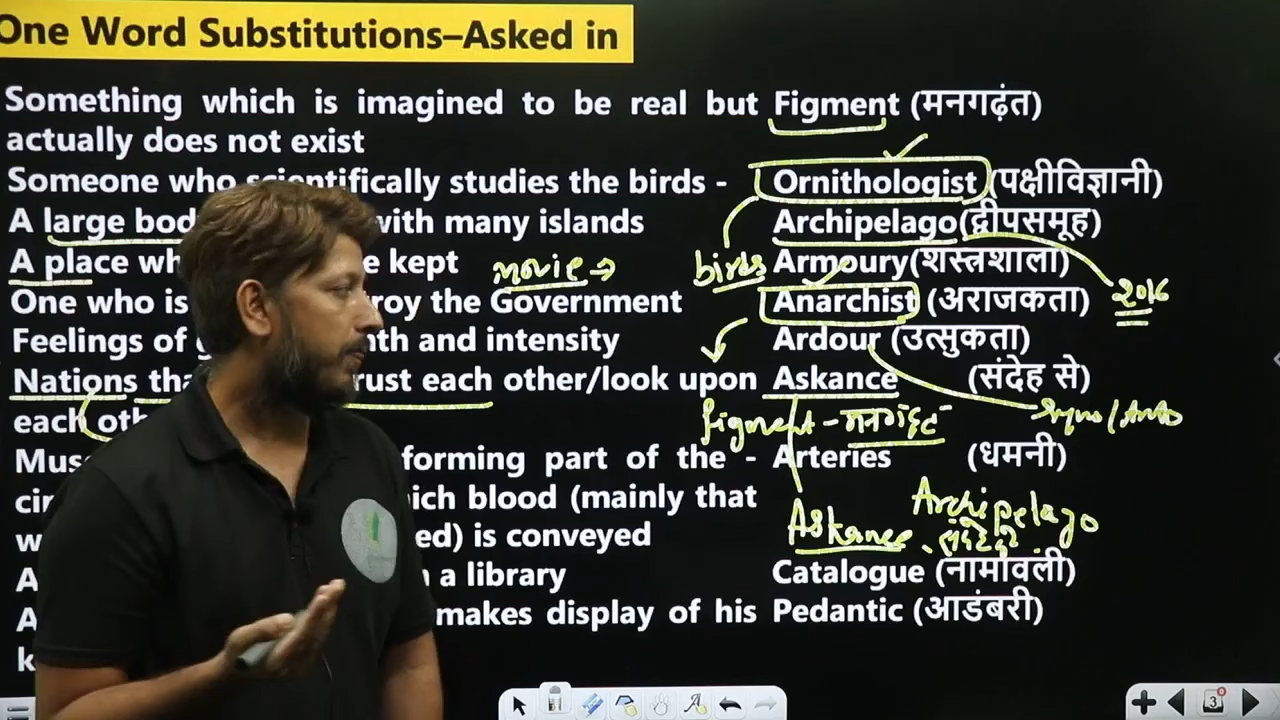 One Word Substitutions–Asked in
Something which is imagined to be real but Figment (मनगढ़ंत)
actually does not exist
Someone who scientifically studies the birds - Ornithologist (पक्षीविज्ञानी)
A large bod with many islands Archipelago(द्वीपसमूह)
A place wh e kept movie → birds Armoury(शस्त्रशाला)
One who is troy the Government Anarchist (अराजकता) 2016
Feelings of g mth and intensity Ardour (उत्सुकता)
Nations tha rust each other/look upon Askance (संदेह से)
each oth figment - मनगढ़ंत Syno/Anto
Mus forming part of the - Arteries (धमनी)
cir ich blood (mainly that Archipelago
w ed) is conveyed Askance
A n a library Catalogue (नामावली)
A makes display of his Pedantic (आडंबरी)
k
3